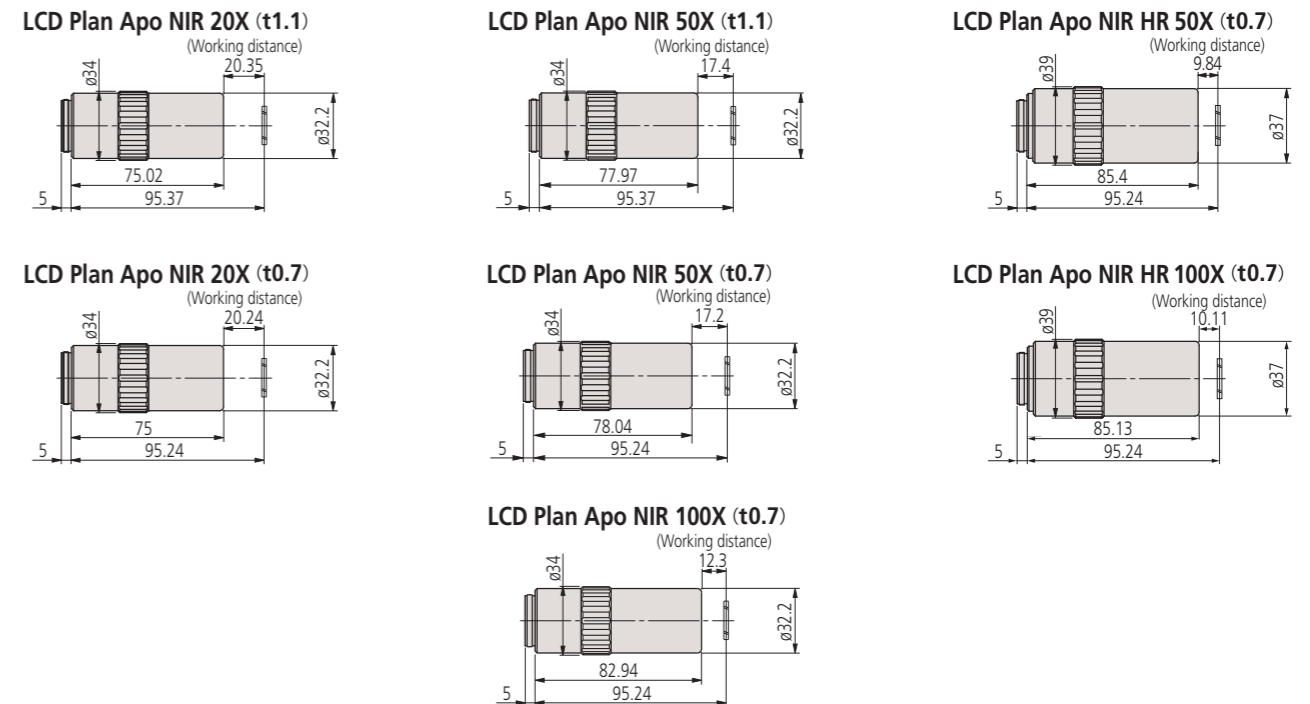 LCD Plan Apo NIR 20X (t1.1)
(Working distance)
20.35
ø34
ø32.2
75.02
5
95.37
LCD Plan Apo NIR 50X (t1.1)
(Working distance)
17.4
ø34
ø32.2
77.97
5
95.37
LCD Plan Apo NIR HR 50X (t0.7)
(Working distance)
9.84
ø39
ø37
85.4
5
95.24
LCD Plan Apo NIR 20X (t0.7)
(Working distance)
20.24
ø34
ø32.2
75
5
95.24
LCD Plan Apo NIR 50X (t0.7)
(Working distance)
17.2
ø34
ø32.2
78.04
5
95.24
LCD Plan Apo NIR HR 100X (t0.7)
(Working distance)
10.11
ø39
ø37
85.13
5
95.24
LCD Plan Apo NIR 100X (t0.7)
(Working distance)
12.3
ø34
ø32.2
82.94
5
95.24